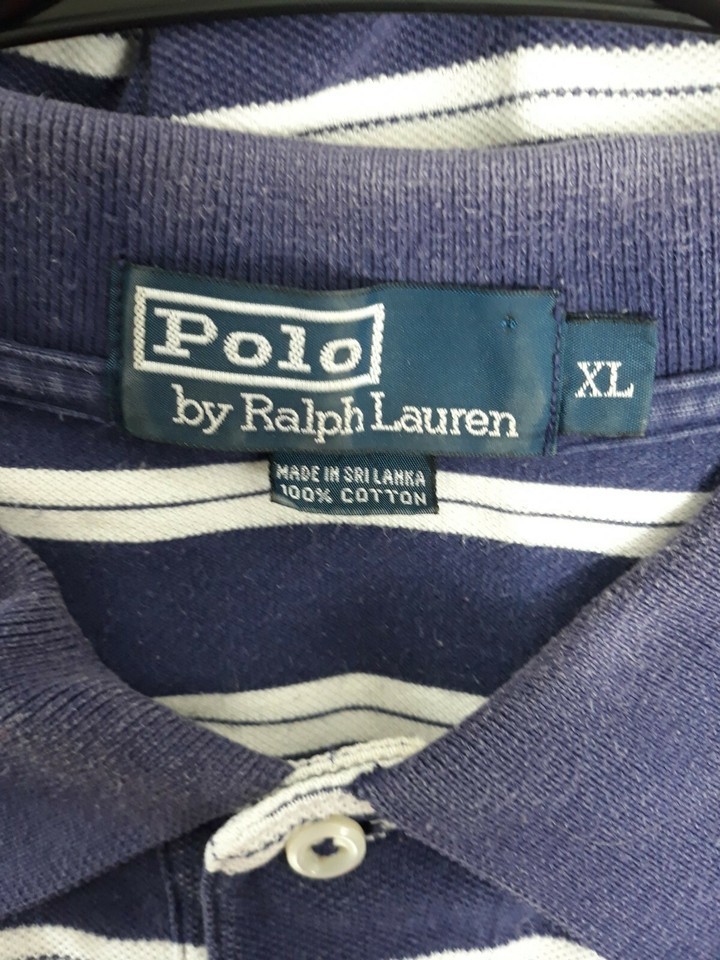 Polo
by Ralph Lauren
XL
MADE IN SRI LANKA
100% COTTON